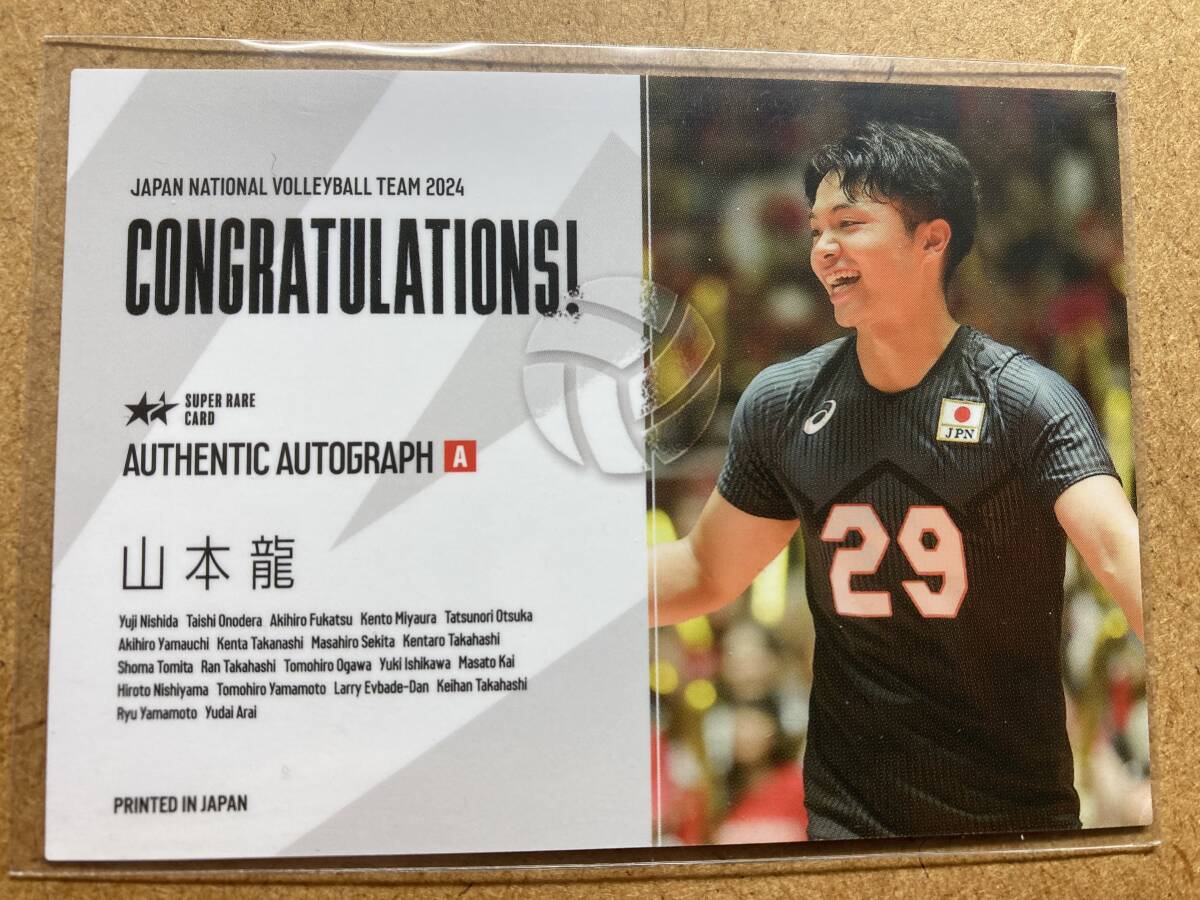 JAPAN NATIONAL VOLLEYBALL TEAM 2024
CONGRATULATIONS!
SUPER RARE
CARD
AUTHENTIC AUTOGRAPH A
山本龍
Yuji Nishida Taishi Onodera Akihiro Fukatsu Kento Miyaura Tatsunori Otsuka
Akihiro Yamauchi Kenta Takanashi Masahiro Sekita Kentaro Takahashi
Shoma Tomita Ran Takahashi Tomohiro Ogawa Yuki Ishikawa Masato Kai
Hiroto Nishiyama Tomohiro Yamamoto Larry Evbade-Dan Keihan Takahashi
Ryu Yamamoto Yudai Arai
PRINTED IN JAPAN
JPN
29